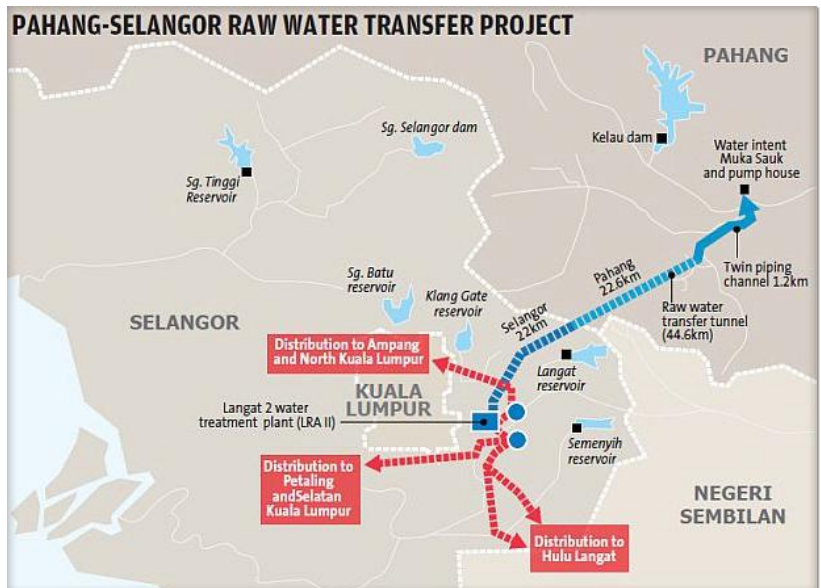 PAHANG-SELANGOR RAW WATER TRANSFER PROJECT
PAHANG
Kelau dam
Water intent
Muka Sauk
and pump house
Sg. Selangor dam
Sg. Tinggi
Reservoir
Twin piping
channel 1.2km
Pahang
22.6km
Raw water
transfer tunnel
(44.6km)
Selangor
22km
Sg. Batu
reservoir
Klang Gate
reservoir
SELANGOR
Distribution to Ampang
and North Kuala Lumpur
Langat
reservoir
KUALA
LUMPUR
Langat 2 water
treatment plant (LRA II)
Semenyih
reservoir
Distribution to
Petaling
andSelatan
Kuala Lumpur
NEGERI
SEMBILAN
Distribution to
Hulu Langat